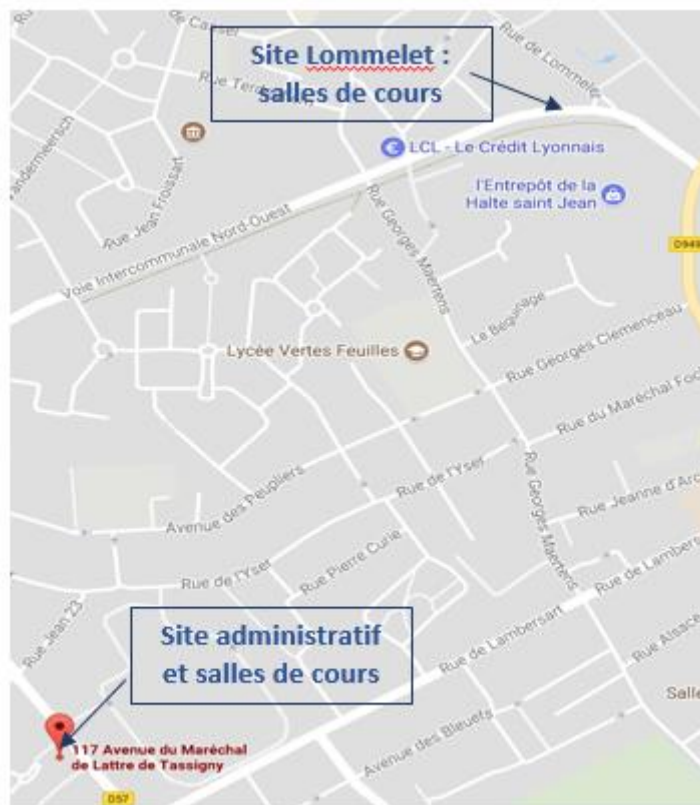 de Cassel
Site Lommelet :
salles de cours
Rue de Lommelet
Rue Jean Froissart
LCL - Le Crédit Lyonnais
l'Entrepôt de la
Halte saint Jean
Rue Georges Maertens
Voie Intercommunale Nord-Ouest
D949
Le Béguinage
Lycée Vertes Feuilles
Rue Georges Clemenceau
Rue du Maréchal Foc
Avenue des Peupliers
Rue de l'Yser
Rue Georges Maertens
Rue Jeanne d'Arc
Rue de l'Yser
Rue Pierre Curie
Rue de Lambers
Rue Jean 23
Site administratif
et salles de cours
Rue de Lambersart
Rue Alsace
Salle
117 Avenue du Maréchal
de Lattre de Tassigny
Avenue des Bleuets
D57